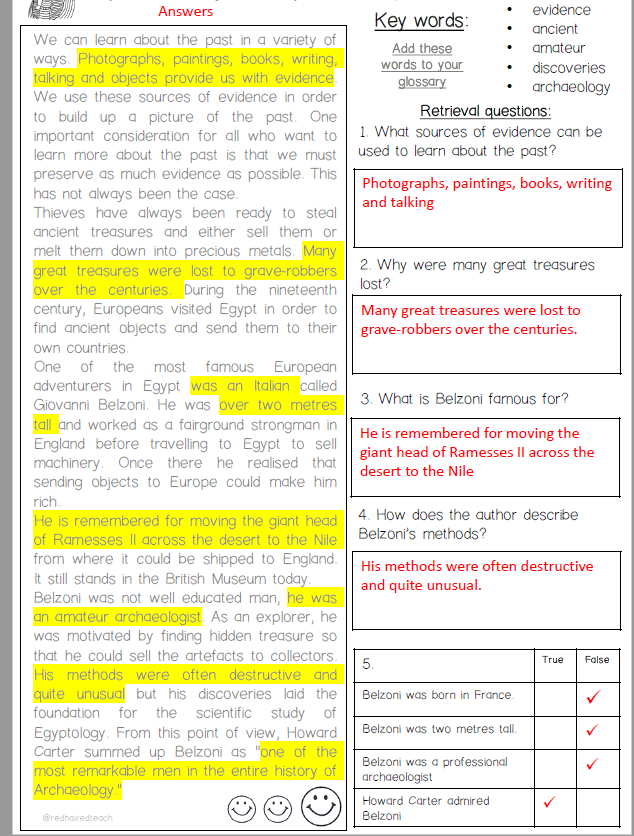 Answers
We can learn about the past in a variety of
ways. Photographs, paintings, books, writing,
talking and objects provide us with evidence.
We use these sources of evidence in order
to build up a picture of the past. One
important consideration for all who want to
learn more about the past is that we must
preserve as much evidence as possible. This
has not always been the case.
Thieves have always been ready to steal
ancient treasures and either sell them or
melt them down into precious metals. Many
great treasures were lost to grave-robbers
over the centuries. During the nineteenth
century, Europeans visited Egypt in order to
find ancient objects and send them to their
own countries.
One of the most famous European
adventurers in Egypt was an Italian called
Giovanni Belzoni. He was over two metres
tall and worked as a fairground strongman in
England before travelling to Egypt to sell
machinery. Once there he realised that
sending objects to Europe could make him
rich.
He is remembered for moving the giant head
of Ramesses II across the desert to the Nile
from where it could be shipped to England.
It still stands in the British Museum today.
Belzoni was not well educated man, he was
an amateur archaeologist. As an explorer, he
was motivated by finding hidden treasure so
that he could sell the artefacts to collectors.
His methods were often destructive and
quite unusual but his discoveries laid the
foundation for the scientific study of
Egyptology. From this point of view, Howard
Carter summed up Belzoni as "one of the
most remarkable men in the entire history of
Archaeology."
@redhairedteach
Key words:
Add these
words to your
glossary
• evidence
• ancient
• amateur
• discoveries
• archaeology
Retrieval questions:
1. What sources of evidence can be
used to learn about the past?
Photographs, paintings, books, writing
and talking
2. Why were many great treasures
lost?
Many great treasures were lost to
grave-robbers over the centuries.
3. What is Belzoni famous for?
He is remembered for moving the
giant head of Ramesses II across the
desert to the Nile
4. How does the author describe
Belzoni's methods?
His methods were often destructive
and quite unusual.
5. True False
Belzoni was born in France. ✓
Belzoni was two metres tall. ✓
Belzoni was a professional
archaeologist ✓
Howard Carter admired
Belzoni ✓